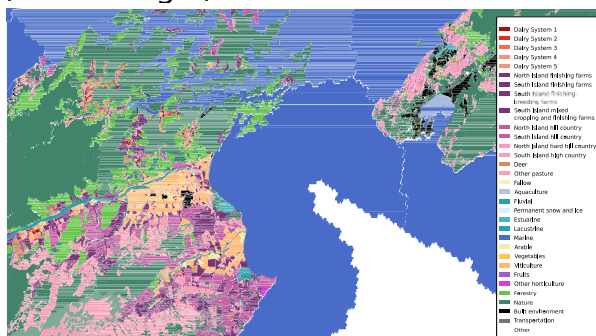 Dairy System 1
Dairy System 2
Dairy System 3
Dairy System 4
Dairy System 5
North Island finishing farms
South Island finishing farms
South Island finishing-
breeding farms
South Island mixed
cropping and finishing farms
North Island hill country
South Island hill country
North Island hard hill country
South Island high country
Deer
Other pasture
Fallow
Aquaculture
Fluvial
Permanent snow and ice
Estuarine
Lacustrine
Marine
Arable
Vegetables
Viticulture
Fruits
Other horticulture
Forestry
Nature
Built environment
Transportation
Other